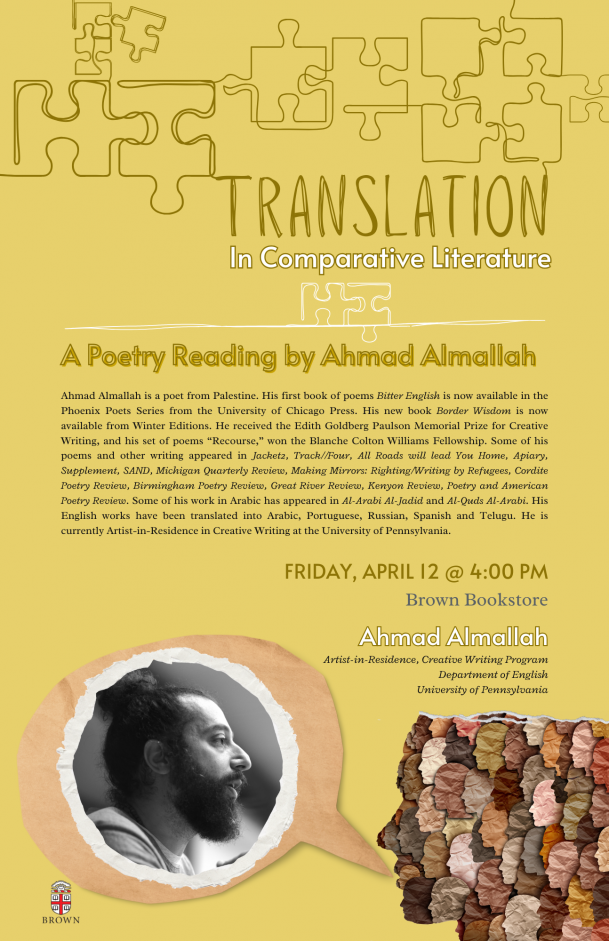 TRANSLATION
In Comparative Literature
A Poetry Reading by Ahmad Almallah
Ahmad Almallah is a poet from Palestine. His first book of poems Bitter English is now available in the
Phoenix Poets Series from the University of Chicago Press. His new book Border Wisdom is now
available from Winter Editions. He received the Edith Goldberg Paulson Memorial Prize for Creative
Writing, and his set of poems “Recourse,” won the Blanche Colton Williams Fellowship. Some of his
poems and other writing appeared in Jacket2, Track//Four, All Roads will lead You Home, Apiary,
Supplement, SAND, Michigan Quarterly Review, Making Mirrors: Righting/Writing by Refugees, Cordite
Poetry Review, Birmingham Poetry Review, Great River Review, Kenyon Review, Poetry and American
Poetry Review. Some of his work in Arabic has appeared in Al-Arabi Al-Jadid and Al-Quds Al-Arabi. His
English works have been translated into Arabic, Portuguese, Russian, Spanish and Telugu. He is
currently Artist-in-Residence in Creative Writing at the University of Pennsylvania.
FRIDAY, APRIL 12 @ 4:00 PM
Brown Bookstore
Ahmad Almallah
Artist-in-Residence, Creative Writing Program
Department of English
University of Pennsylvania
BROWN